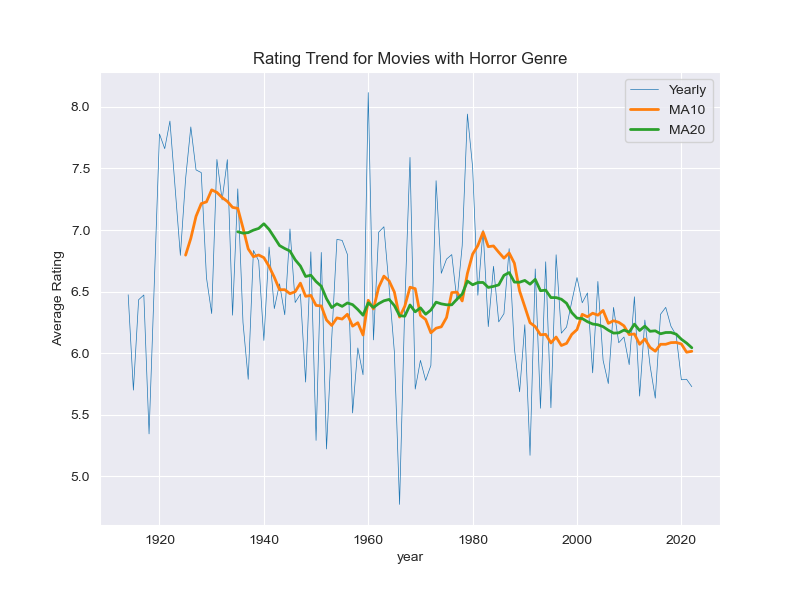 Rating Trend for Movies with Horror Genre
Yearly
MA10
MA20
8.0
7.5
7.0
6.5
6.0
5.5
5.0
Average Rating
1920 1940 1960 1980 2000 2020
year